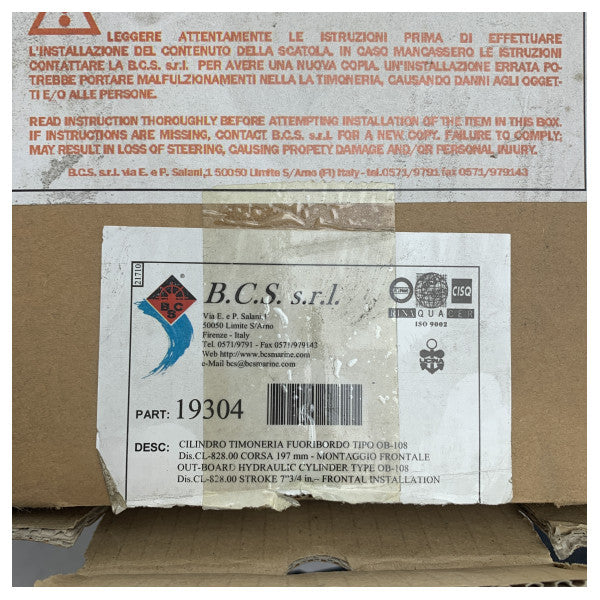 LEGGERE ATTENTAMENTE LE ISTRUZIONI PRIMA DI EFFETTUARE
L'INSTALLAZIONE DEL CONTENUTO DELLA SCATOLA. IN CASO MANCASSERO LE ISTRUZIONI
CONTATTARE LA B.C.S. s.r.l. PER AVERE UNA NUOVA COPIA. UN'INSTALLAZIONE ERRATA PO-
TREBBE PORTARE MALFULZIONAMENTI NELLA LA TIMONERIA, CAUSANDO DANNI AGLI OGGET-
TI E/O ALLE PERSONE.
READ INSTRUCTION THOROUGHLY BEFORE ATTEMPTING INSTALLATION OF THE ITEM IN THIS BOX.
IF INSTRUCTIONS ARE MISSING, CONTACT B.C.S. s.r.l. FOR A NEW COPY. FAILURE TO COMPLY;
MAY RESULT IN LOSS OF STEERING, CAUSING PROPETY DAMAGE AND/OR PERSONAL INJURY.
B.C.S. s.r.l. via E. e P. Salani,1 50050 Limite S/Arno (FI) Italy - tel.0571/9791 fax 0571/979143
21710
B.C.S.
B.C.S. s.r.l.
Via E. e P. Salani,1
50050 Limite S/Arno
Firenze - Italy
Tel. 0571/9791 - Fax 0571/979143
Web http://www.bcsmarine.com/
e-Mail bcs@bcsmarine.com
CISQ
RINAQUACER
ISO 9002
UCINA
PART: 19304
DESC: CILINDRO TIMONERIA FUORIBORDO TIPO OB-108
Dis.CL-828.00 CORSA 197 mm - MONTAGGIO FRONTALE
OUT-BOARD HYDRAULIC CYLINDER TYPE OB-108
Dis.CL-828.00 STROKE 7"3/4 in.-- FRONTAL INSTALLATION